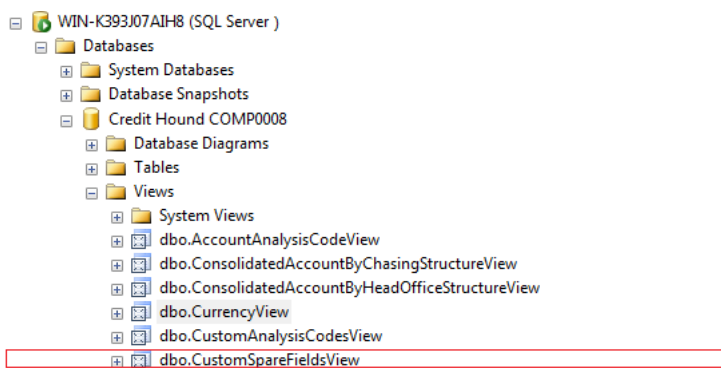 WIN-K393J07AIH8 (SQL Server )
Databases
System Databases
Database Snapshots
Credit Hound COMP0008
Database Diagrams
Tables
Views
System Views
dbo.AccountAnalysisCodeView
dbo.ConsolidatedAccountByChasingStructureView
dbo.ConsolidatedAccountByHeadOfficeStructureView
dbo.CurrencyView
dbo.CustomAnalysisCodesView
dbo.CustomSpareFieldsView